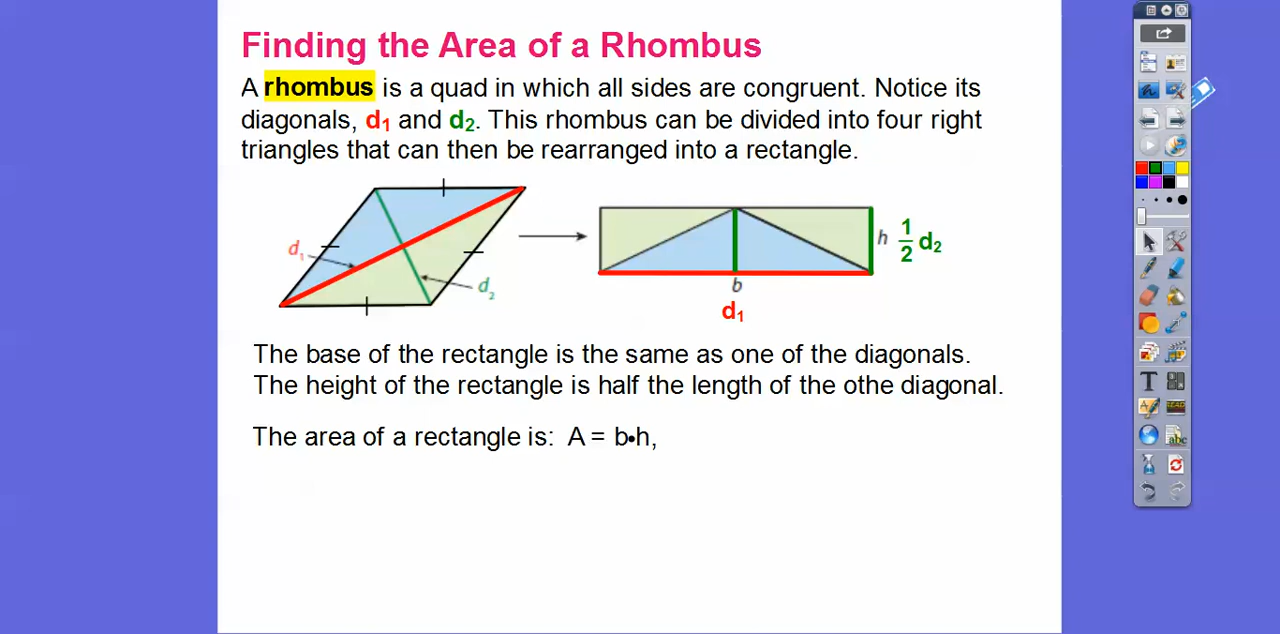 Finding the Area of a Rhombus
A rhombus is a quad in which all sides are congruent. Notice its
diagonals, d1 and d2. This rhombus can be divided into four right
triangles that can then be rearranged into a rectangle.
d1
d2
h 1/2 d2
b
d1
The base of the rectangle is the same as one of the diagonals.
The height of the rectangle is half the length of the othe diagonal.
The area of a rectangle is: A = b•h,
T
abc